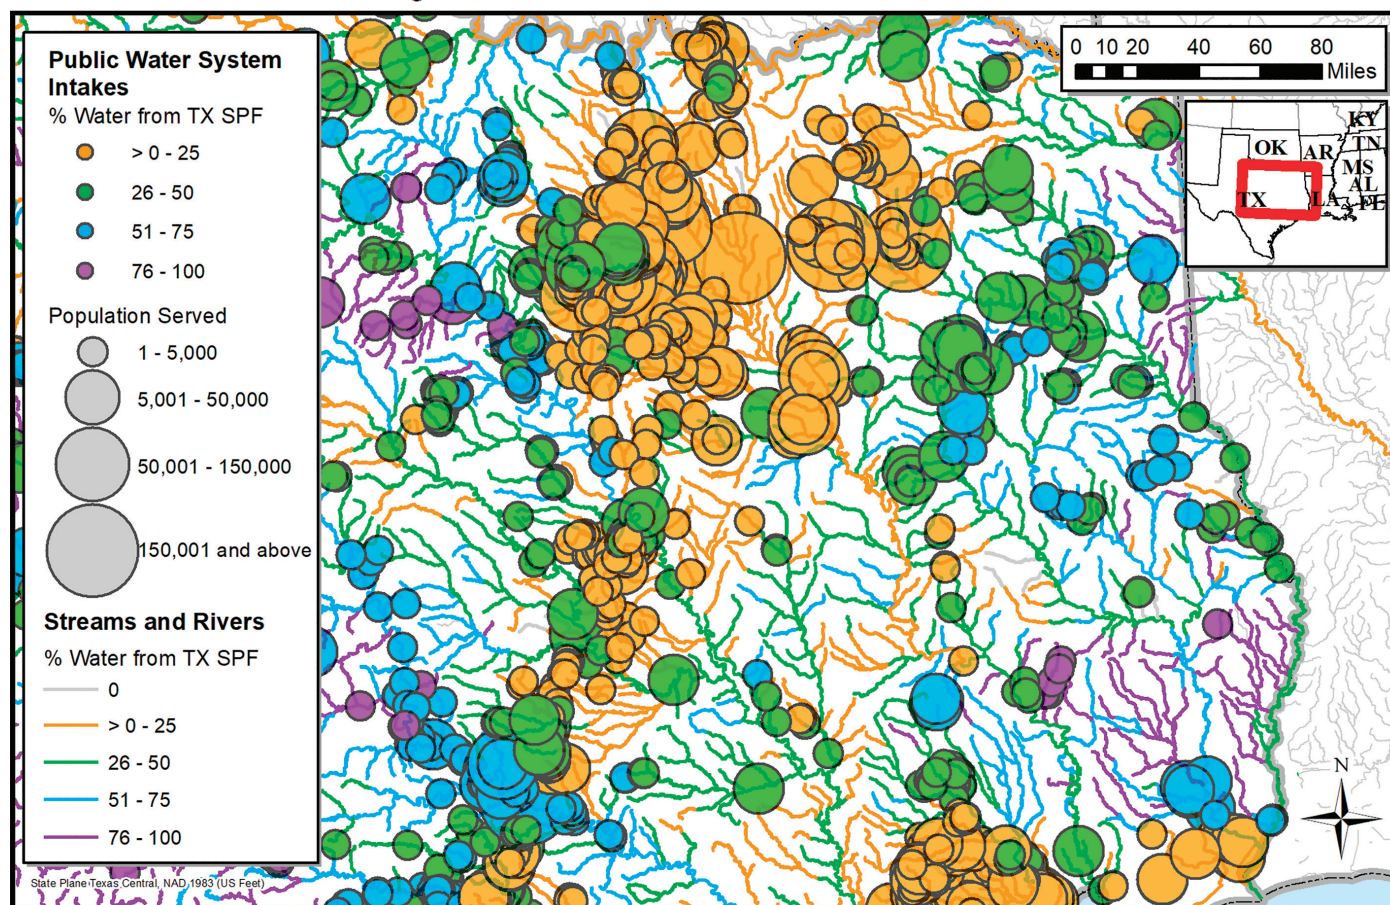 Public Water System
Intakes
% Water from TX SPF
> 0 - 25
26 - 50
51 - 75
76 - 100
Population Served
1 - 5,000
5,001 - 50,000
50,001 - 150,000
150,001 and above
Streams and Rivers
% Water from TX SPF
0
> 0 - 25
26 - 50
51 - 75
76 - 100
State Plane Texas Central, NAD 1983 (US Feet)
0 10 20 40 60 80
Miles
KY
OK AR TN
MS
AL
TX LA FL
N